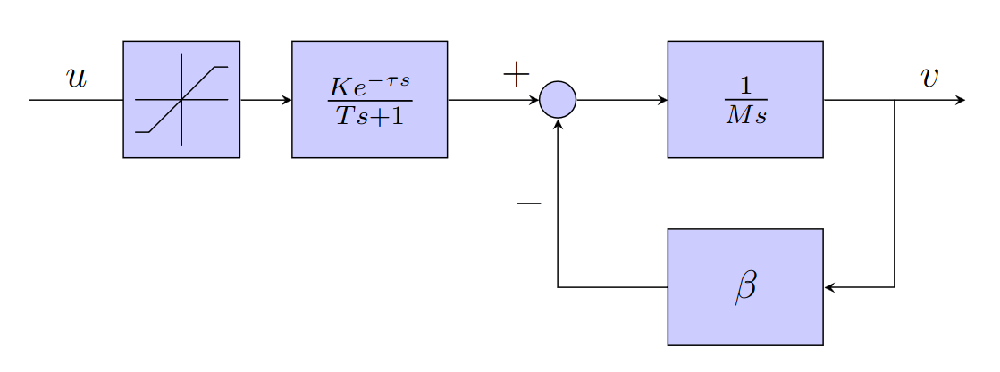 u
+
v
Ke^{-τs}
Ts+1
1
Ms
−
β